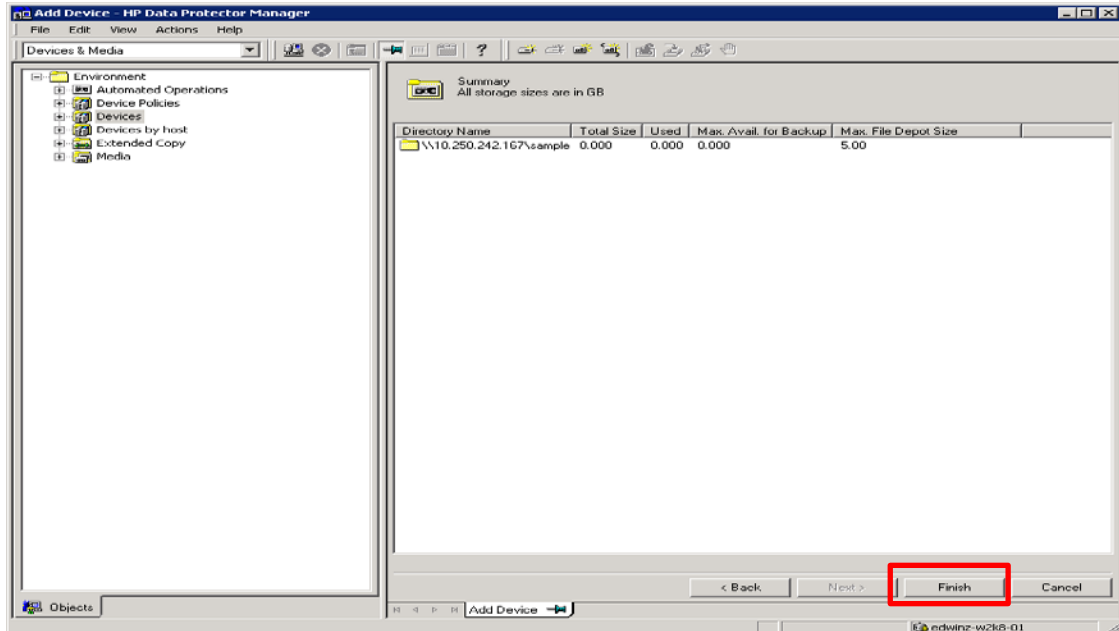 Add Device - HP Data Protector Manager
File Edit View Actions Help
Devices & Media
Environment
Automated Operations
Device Policies
Devices
Devices by host
Extended Copy
Media
Objects
Summary
All storage sizes are in GB
Directory Name Total Size Used Max. Avail. for Backup Max. File Depot Size
\\10.250.242.167\sample 0.000 0.000 0.000 5.00
< Back Next > Finish Cancel
Add Device
edwinz-w2k8-01